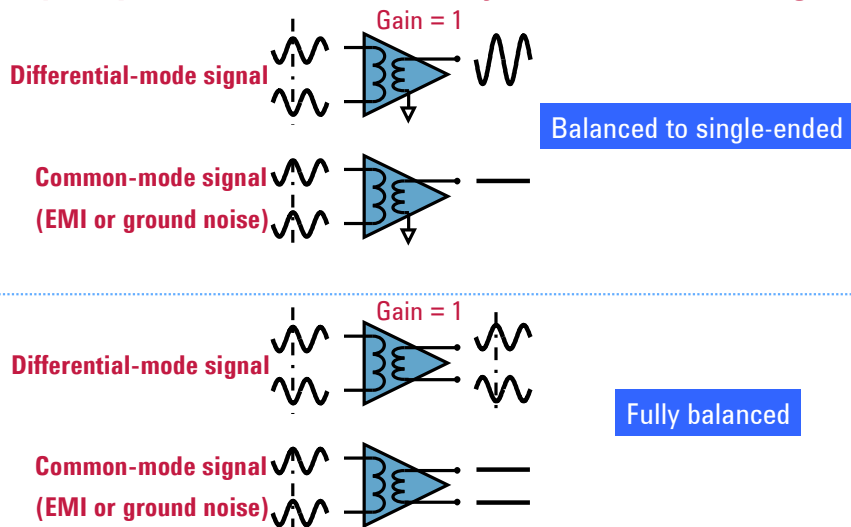 Gain = 1
Differential-mode signal
Balanced to single-ended
Common-mode signal
(EMI or ground noise)
Gain = 1
Differential-mode signal
Fully balanced
Common-mode signal
(EMI or ground noise)